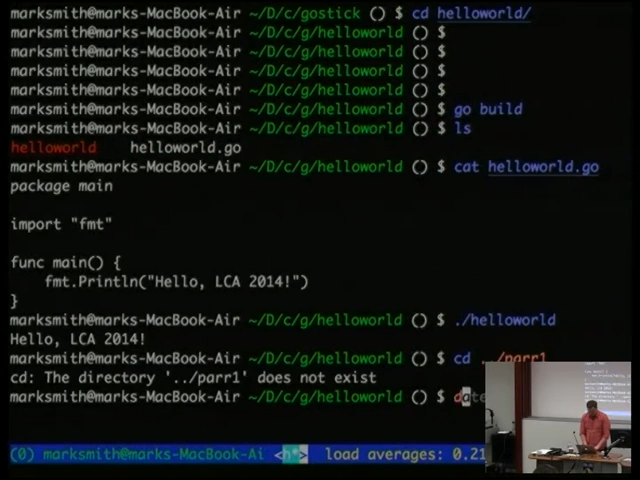 marksmith@marks-MacBook-Air ~/D/c/gostick () $ cd helloworld/
marksmith@marks-MacBook-Air ~/D/c/g/helloworld () $
marksmith@marks-MacBook-Air ~/D/c/g/helloworld () $
marksmith@marks-MacBook-Air ~/D/c/g/helloworld () $
marksmith@marks-MacBook-Air ~/D/c/g/helloworld () $
marksmith@marks-MacBook-Air ~/D/c/g/helloworld () $ go build
marksmith@marks-MacBook-Air ~/D/c/g/helloworld () $ ls
helloworld helloworld.go
marksmith@marks-MacBook-Air ~/D/c/g/helloworld () $ cat helloworld.go
package main
import "fmt"
func main() {
fmt.Println("Hello, LCA 2014!")
}
marksmith@marks-MacBook-Air ~/D/c/g/helloworld () $ ./helloworld
Hello, LCA 2014!
marksmith@marks-MacBook-Air ~/D/c/g/helloworld () $ cd ../parr1
cd: The directory '../parr1' does not exist
marksmith@marks-MacBook-Air ~/D/c/g/helloworld () $ date
(0) marksmith@marks-MacBook-Ai <h*> load averages: 0.21